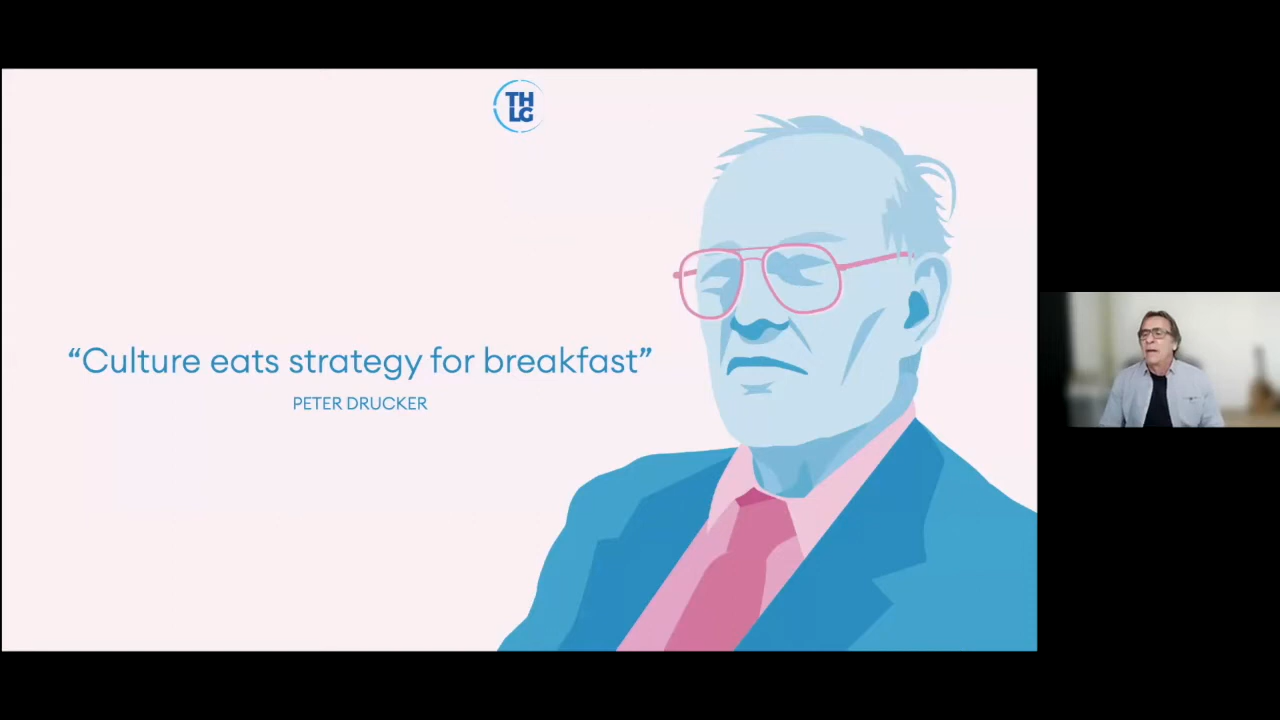 TH
LG
“Culture eats strategy for breakfast”
PETER DRUCKER